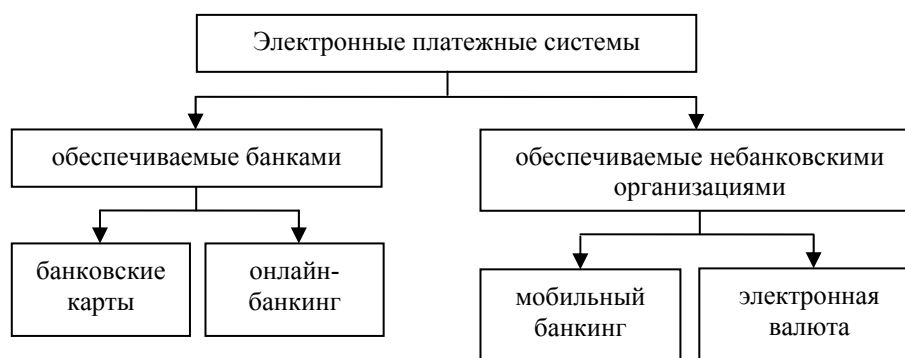 Электронные платежные системы
обеспечиваемые банками
обеспечиваемые небанковскими
организациями
банковские
карты
онлайн-
банкинг
мобильный
банкинг
электронная
валюта